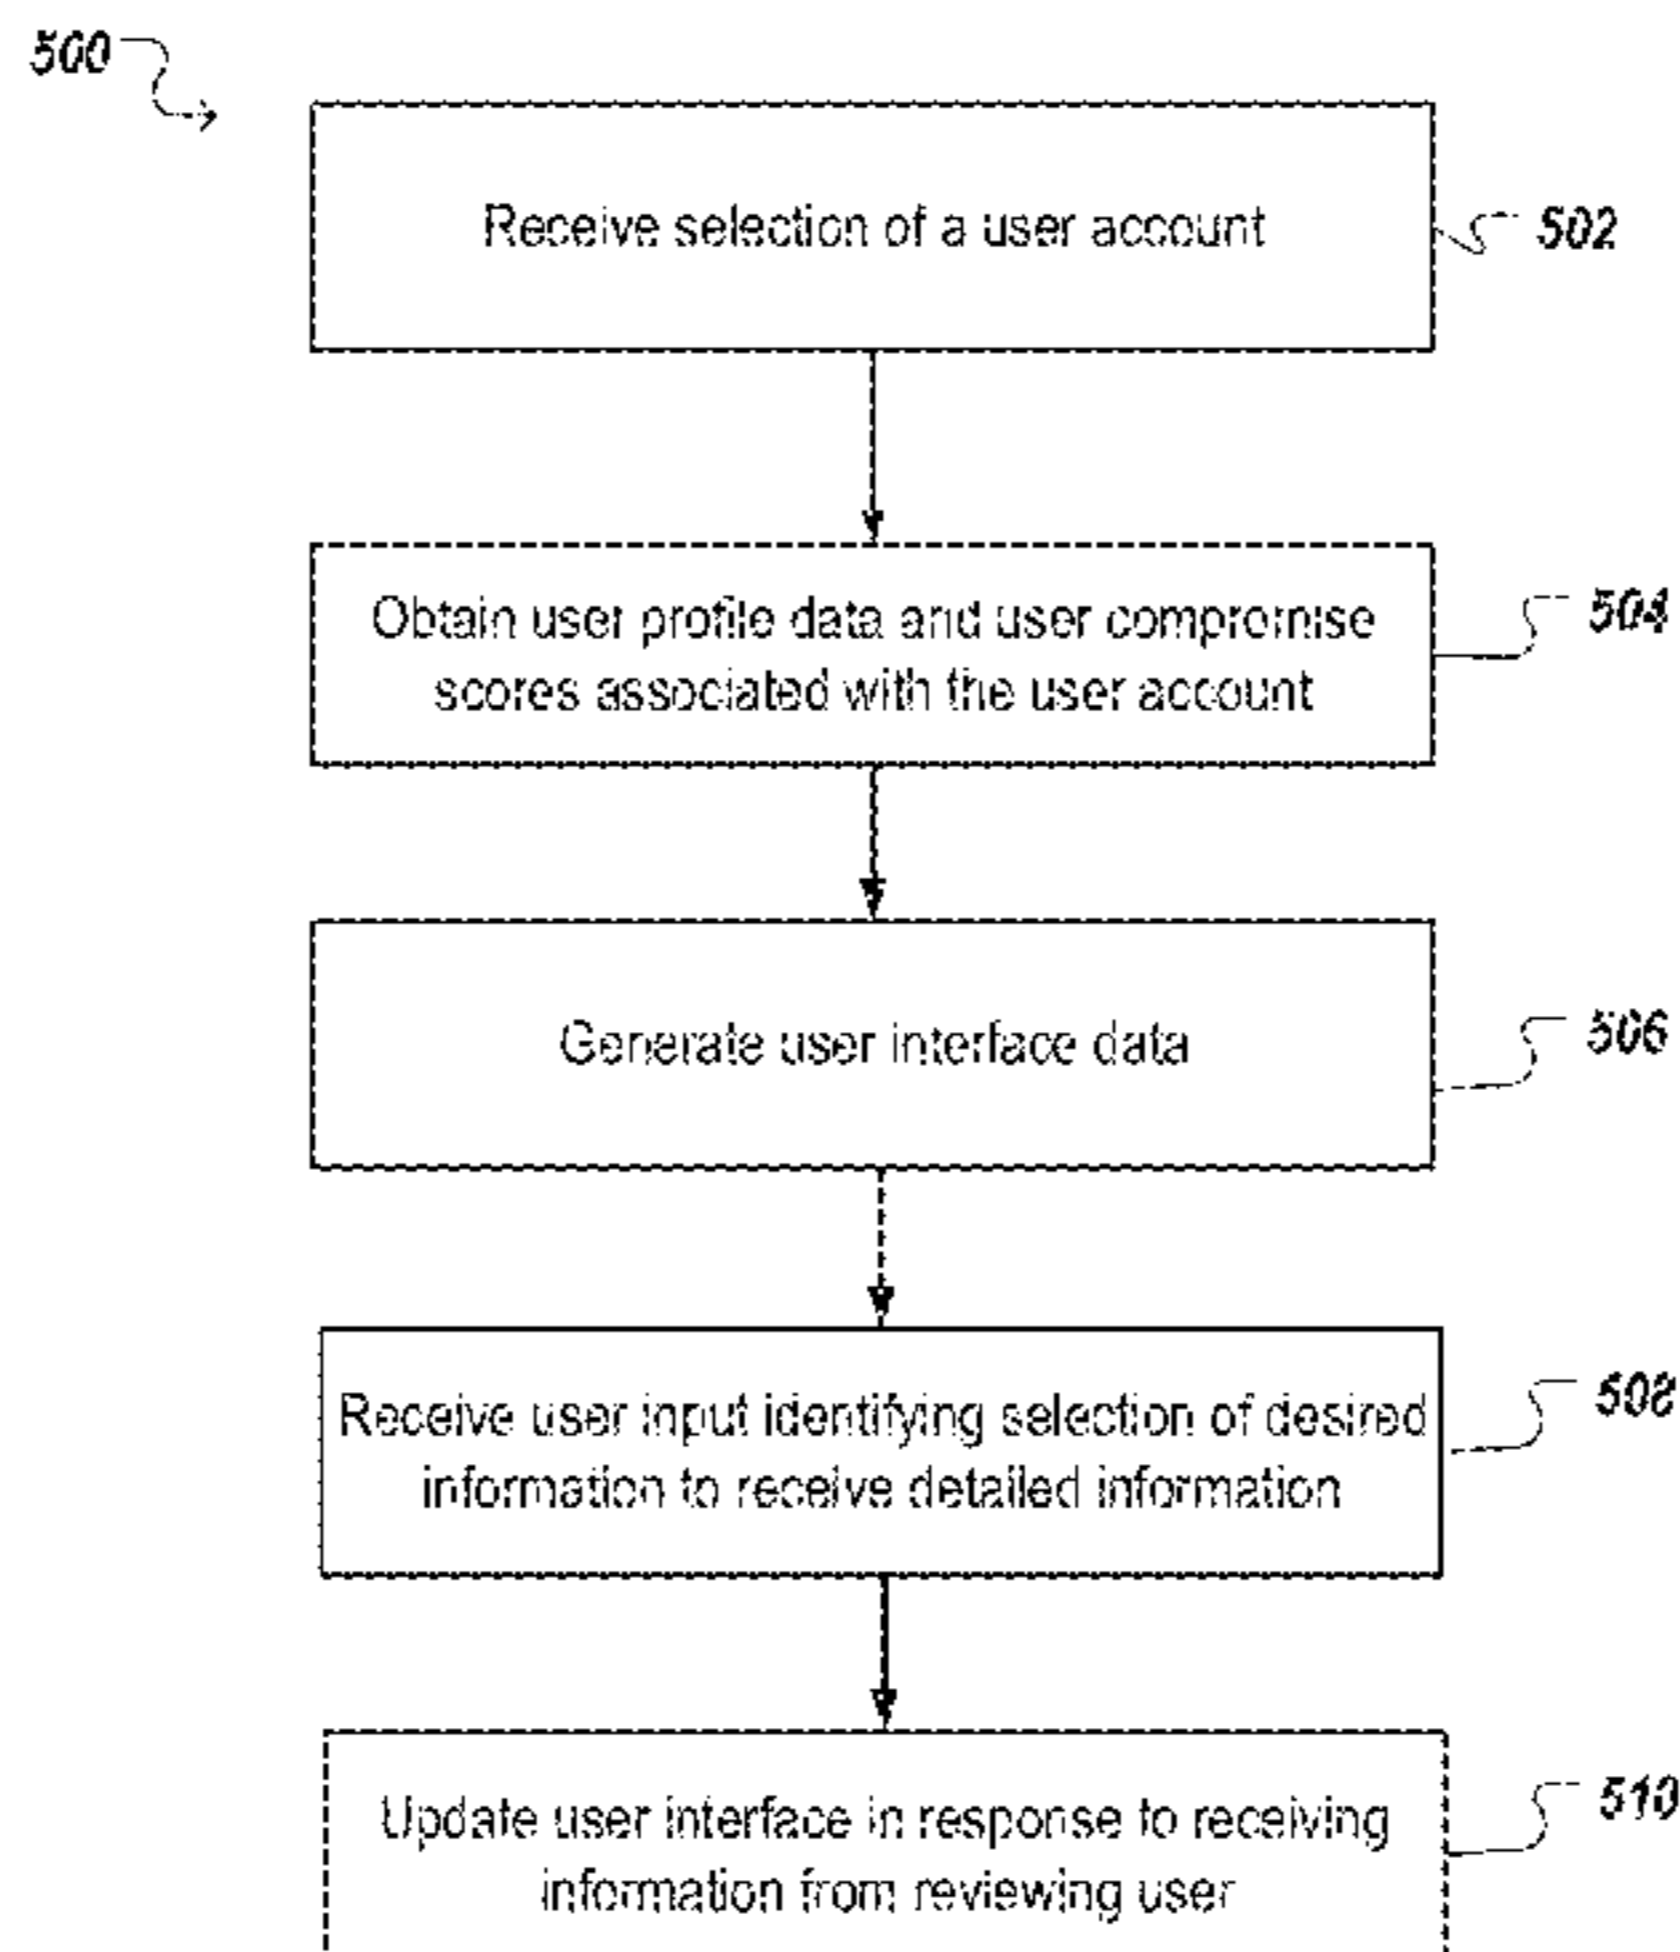 500
Receive selection of a user account
502
Obtain user profile data and user compromise
scores associated with the user account
504
Generate user interface data
506
Receive user input identifying selection of desired
information to receive detailed information
508
Update user interface in response to receiving
information from reviewing user
510